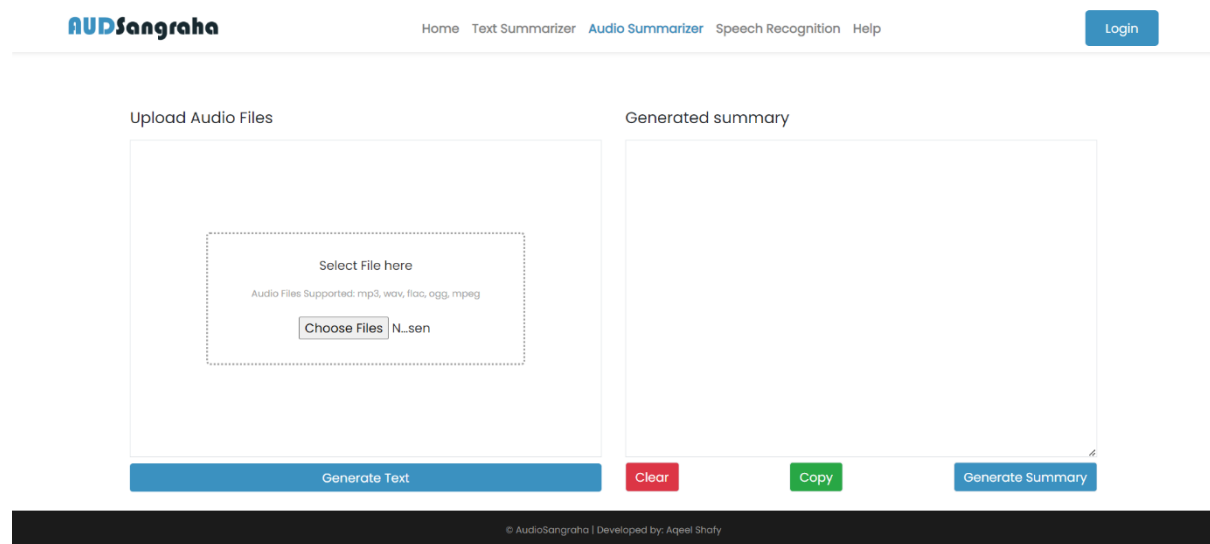 AUDSangraha
Home Text Summarizer Audio Summarizer Speech Recognition Help
Login
Upload Audio Files
Select File here
Audio Files Supported: mp3, wav, flac, ogg, mpeg
Choose Files N...sen
Generate Text
Generated summary
Clear Copy Generate Summary
© AudioSangraha | Developed by: Aqeel Shafy